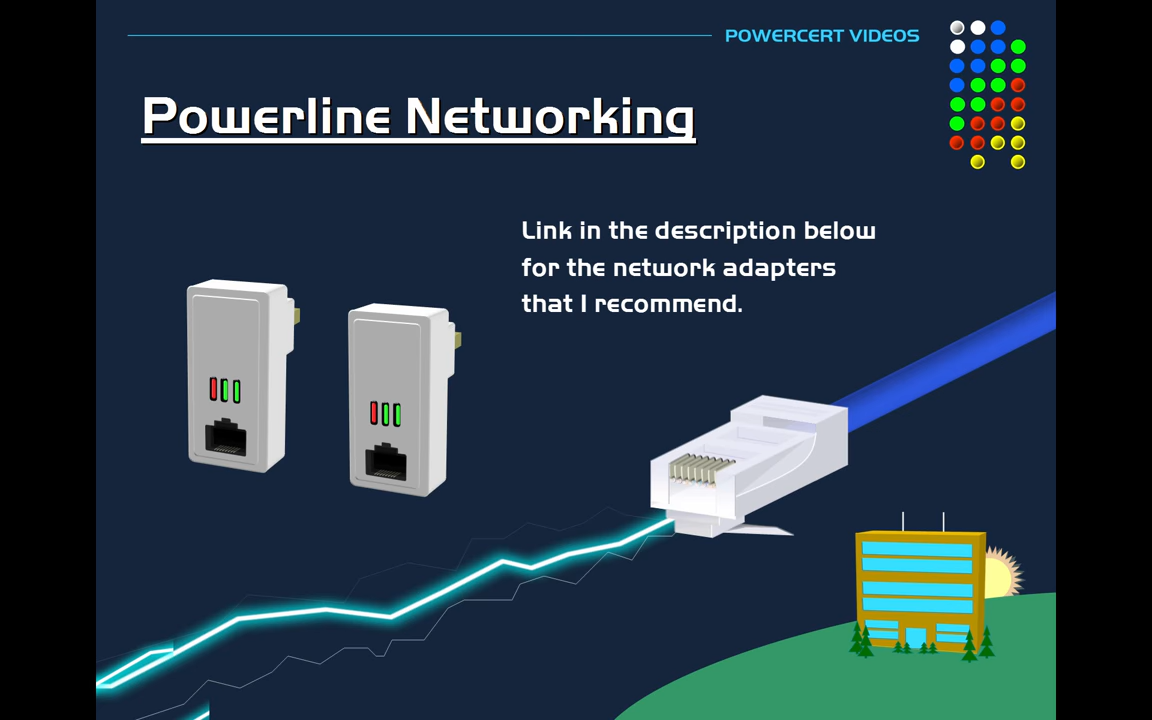 POWERCERT VIDEOS
Powerline Networking
Link in the description below
for the network adapters
that I recommend.